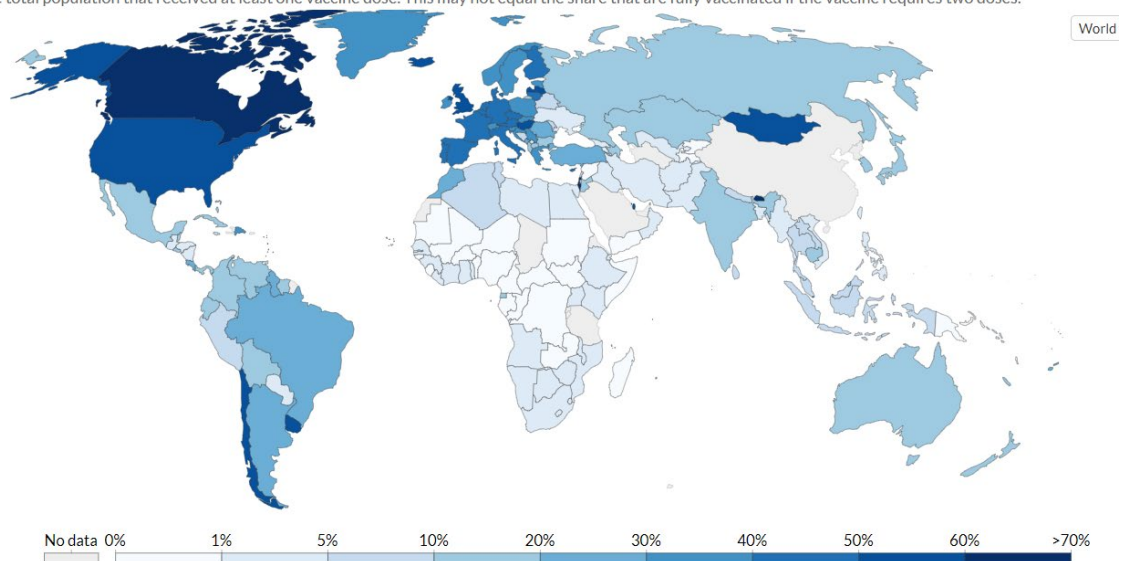 total population that received at least one vaccine dose. This may not equal the share that are fully vaccinated if the vaccine requires two doses.
World
No data 0% 1% 5% 10% 20% 30% 40% 50% 60% >70%